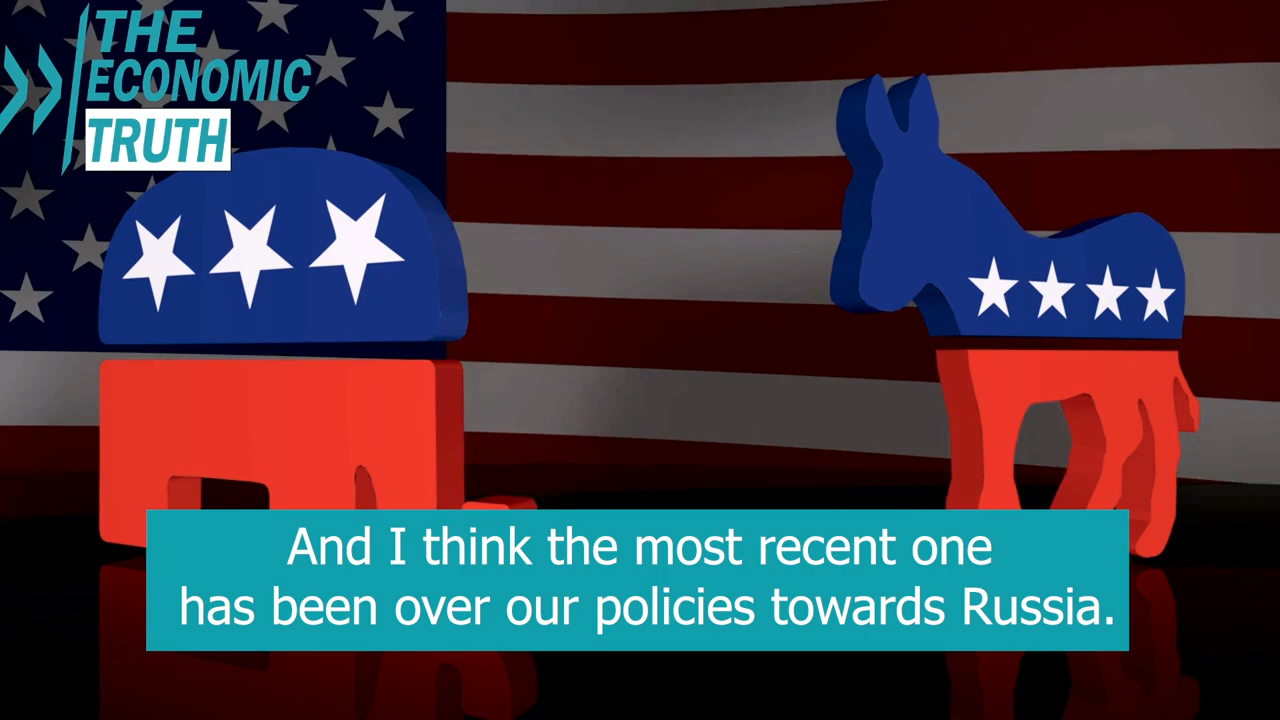 THE
ECONOMIC
TRUTH
And I think the most recent one
has been over our policies towards Russia.